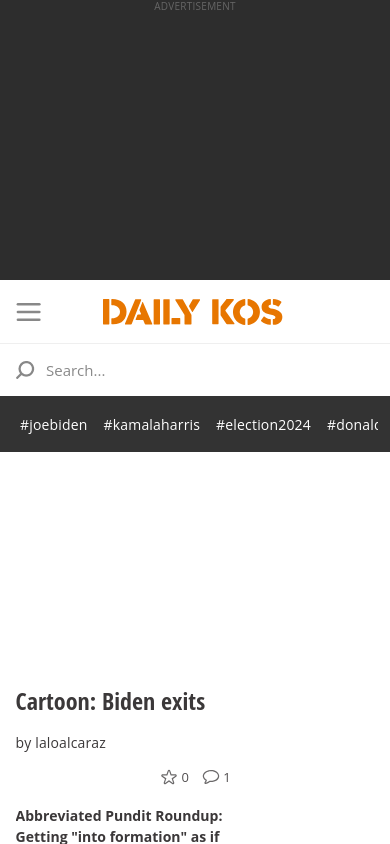 ADVERTISEMENT
DAILY KOS
Search...
#joebiden #kamalaharris #election2024 #donald
Cartoon: Biden exits
by laloalcaraz
0 1
Abbreviated Pundit Roundup:
Getting "into formation" as if